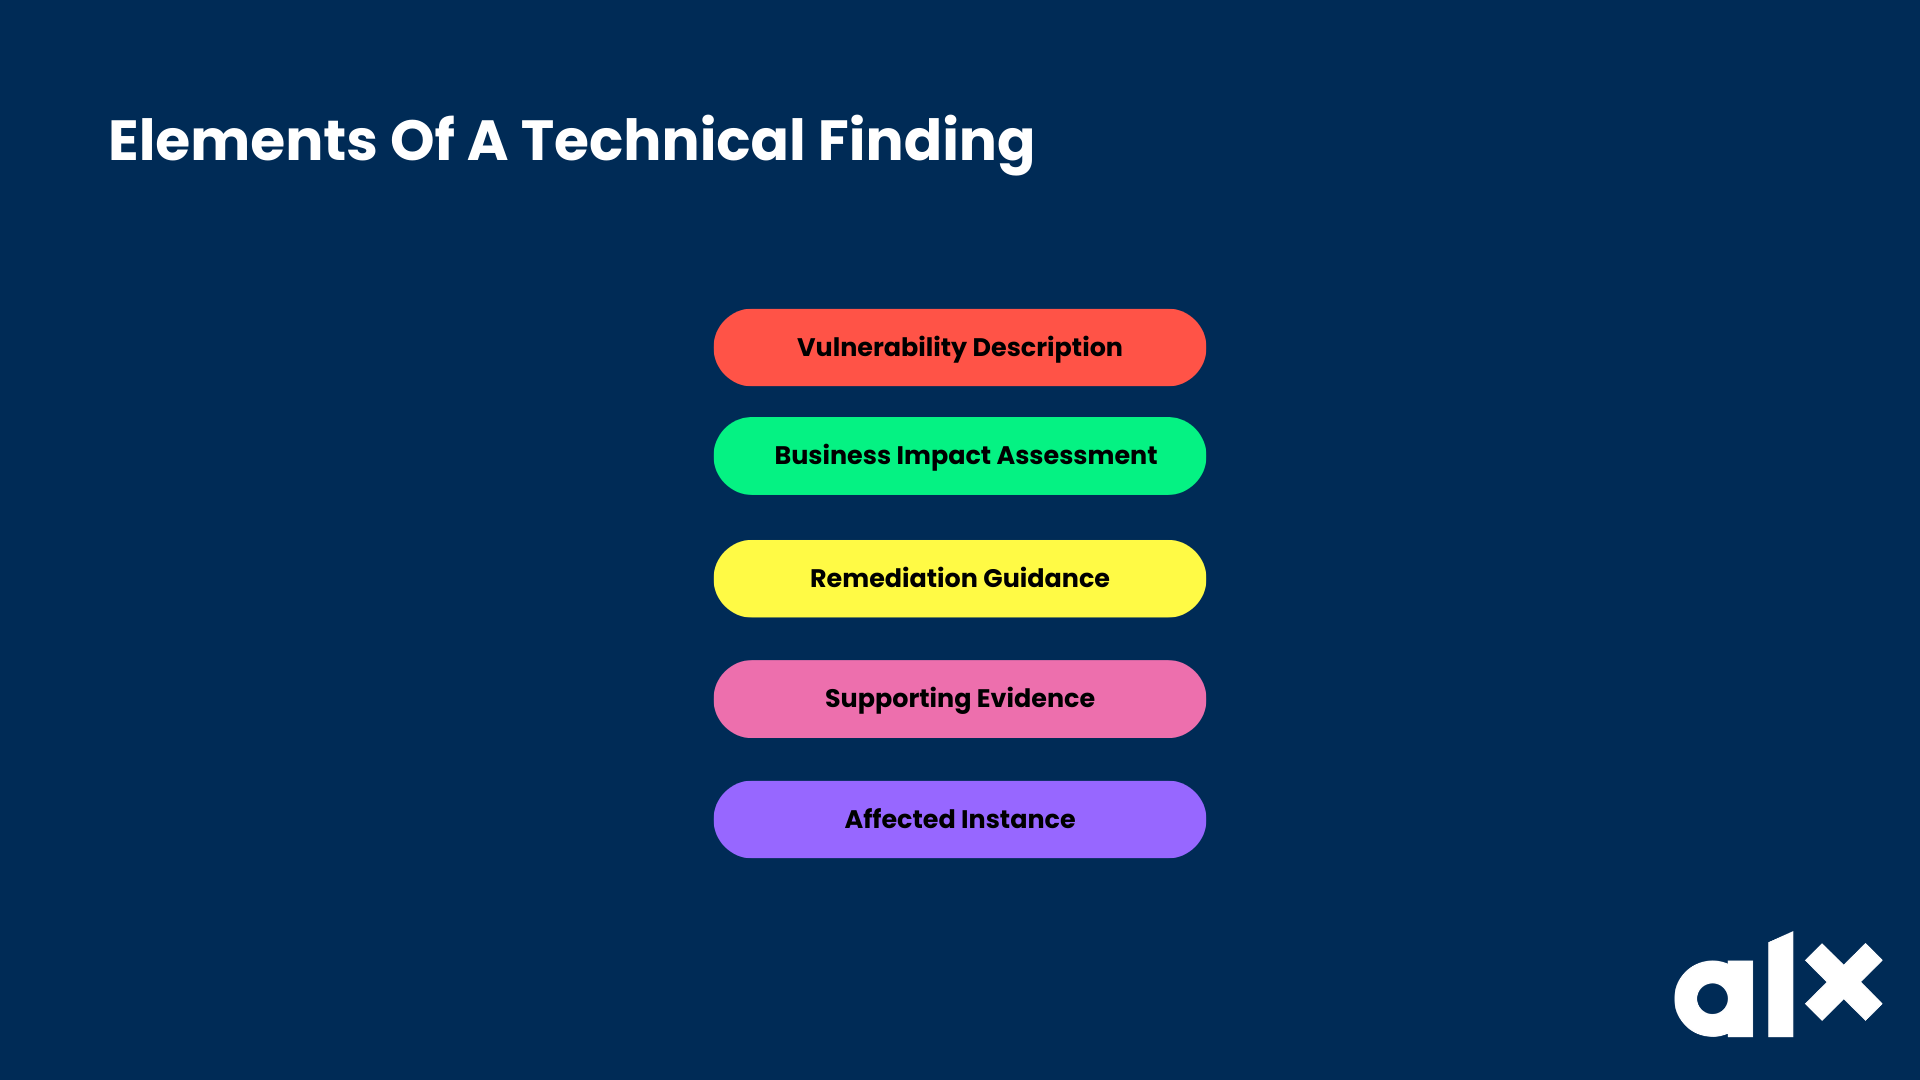 Elements Of A Technical Finding
Vulnerability Description
Business Impact Assessment
Remediation Guidance
Supporting Evidence
Affected Instance
alx